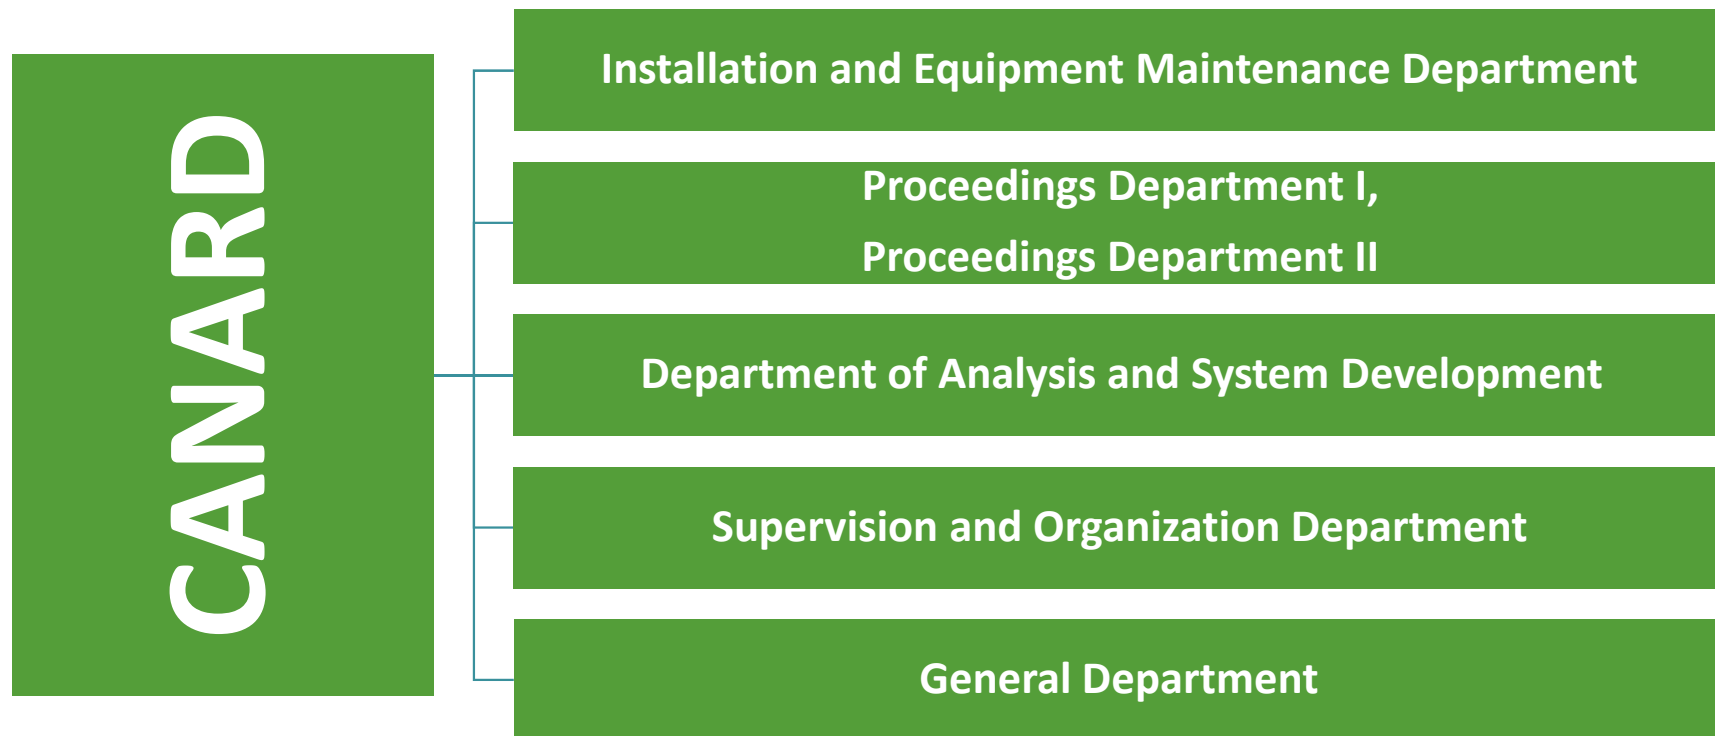 CANARD
Installation and Equipment Maintenance Department
Proceedings Department I,
Proceedings Department II
Department of Analysis and System Development
Supervision and Organization Department
General Department